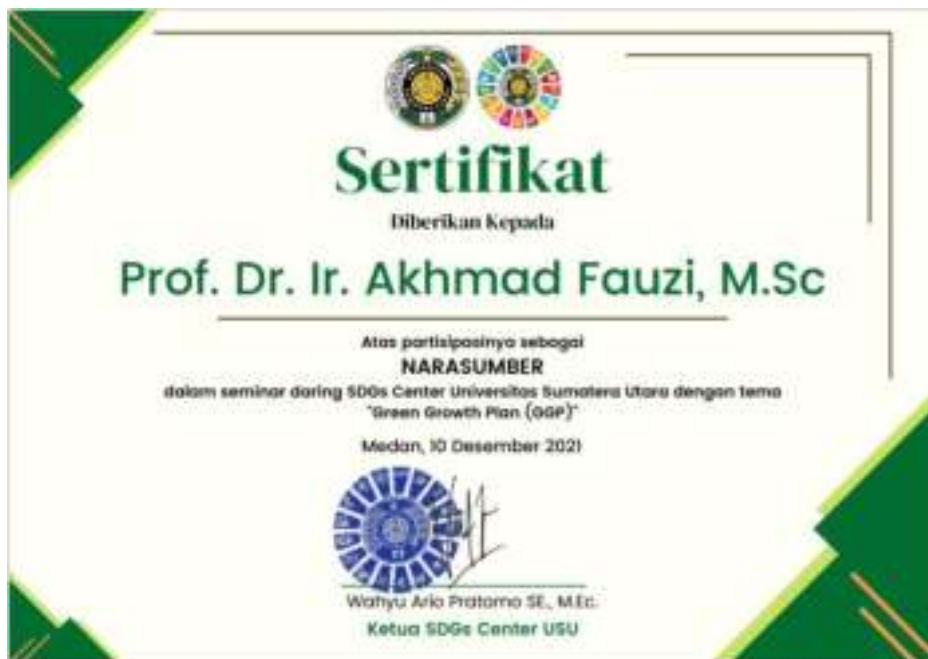 Sertifikat
Diberikan Kepada
Prof. Dr. Ir. Akhmad Fauzi, M.Sc
Atas partisipasinya sebagai
NARASUMBER
dalam seminar daring SDGs Center Universitas Sumatera Utara dengan tema
"Green Growth Plan (GGP)"
Medan, 10 Desember 2021
Wahyu Ario Pratomo SE., M.Ec.
Ketua SDGs Center USU